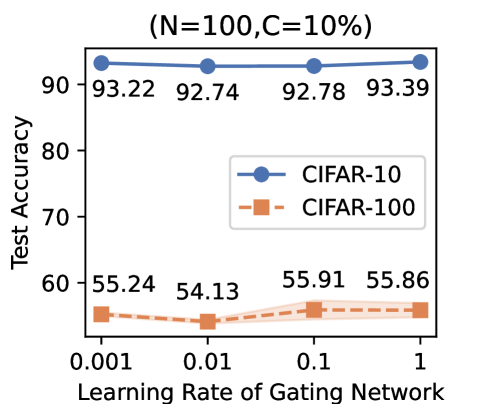 (N=100,C=10%)
Test Accuracy
90
80
70
60
93.22 92.74 92.78 93.39
CIFAR-10
CIFAR-100
55.24 54.13 55.91 55.86
0.001 0.01 0.1 1
Learning Rate of Gating Network